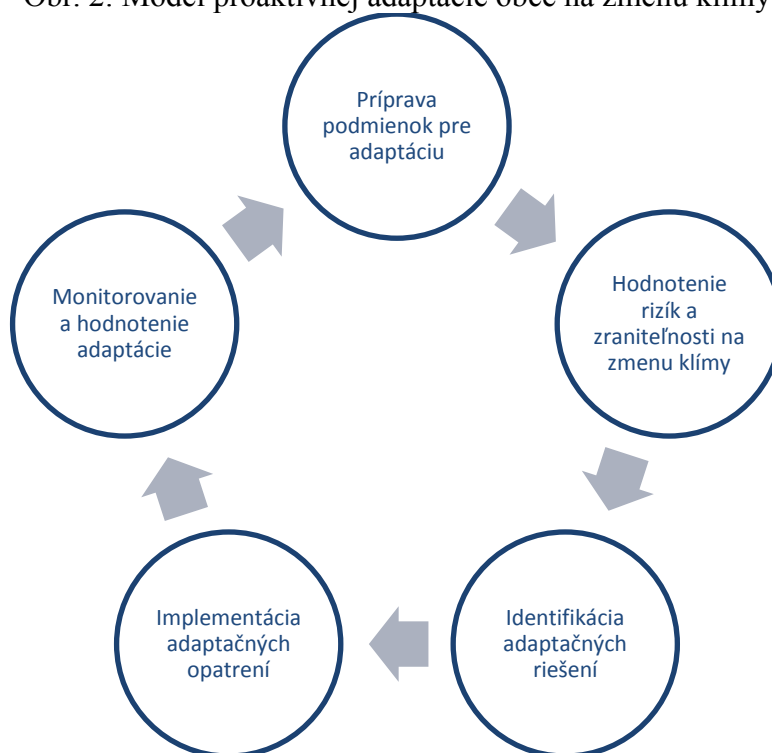 Obr. 2: Model proaktívnej adaptácie obce na zmenu klímy
Príprava
podmienok pre
adaptáciu
Hodnotenie
rizík a
zraniteľnosti na
zmenu klímy
Identifikácia
adaptačných
riešení
Implementácia
adaptačných
opatrení
Monitorovanie
a hodnotenie
adaptácie